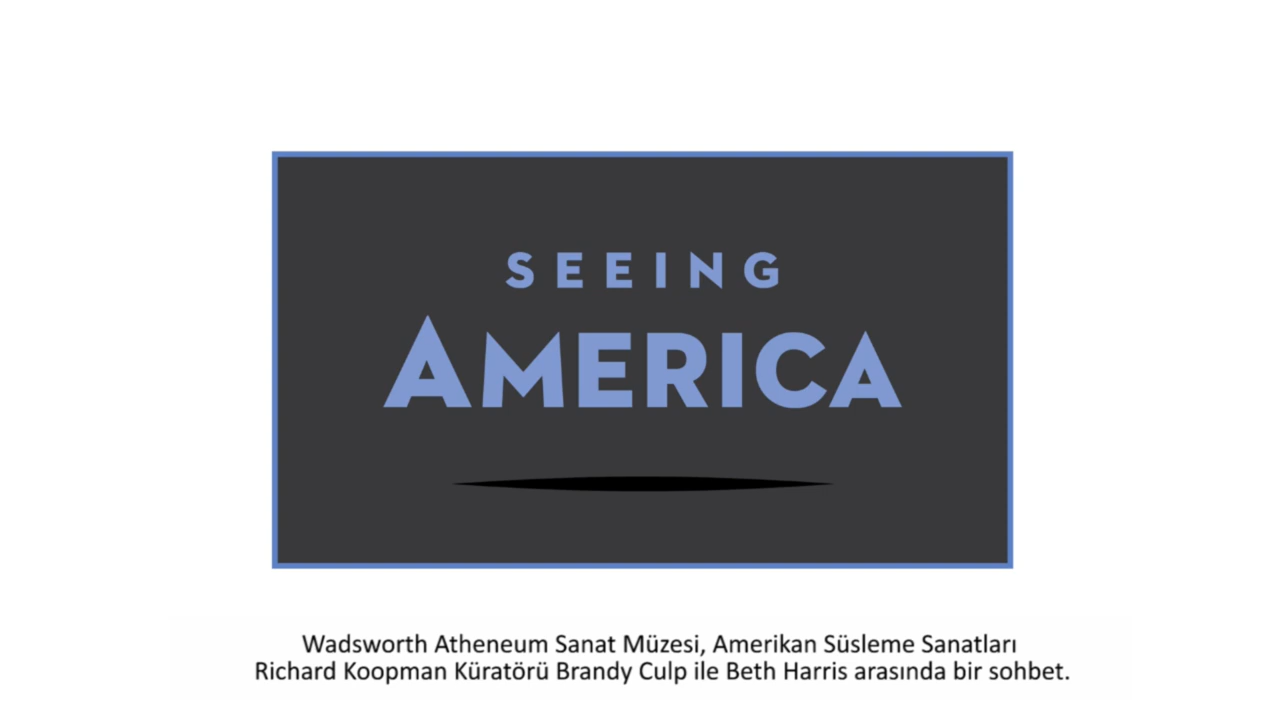 SEEING
AMERICA
Wadsworth Atheneum Sanat Müzesi, Amerikan Süsleme Sanatları
Richard Koopman Küratörü Brandy Culp ile Beth Harris arasında bir sohbet.